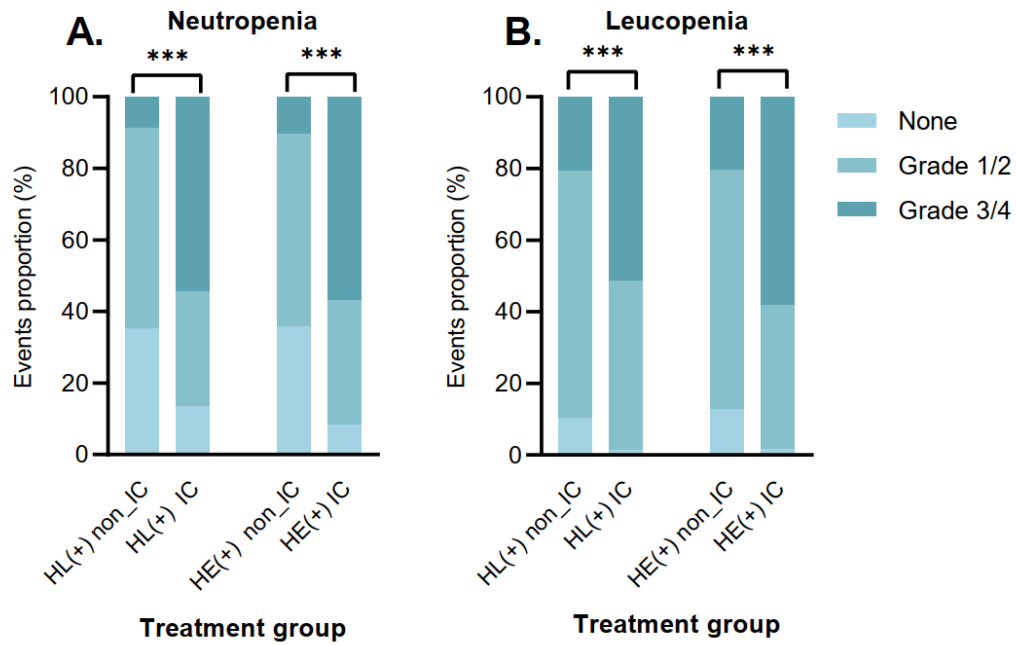 A.
Neutropenia
***
***
Events proportion (%)
100
80
60
40
20
0
HL(+) non_IC
HL(+) IC
HE(+) non_IC
HE(+) IC
Treatment group
B.
Leucopenia
***
***
Events proportion (%)
100
80
60
40
20
0
HL(+) non_IC
HL(+) IC
HE(+) non_IC
HE(+) IC
Treatment group
None
Grade 1/2
Grade 3/4